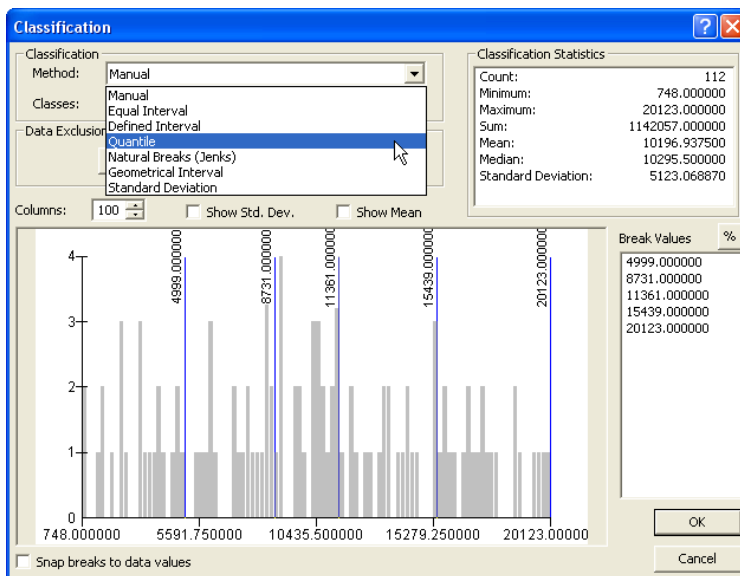 Classification
Classification
Method: Manual
Classes:
Manual
Equal Interval
Defined Interval
Quantile
Natural Breaks (Jenks)
Geometrical Interval
Standard Deviation
Data Exclusion
Classification Statistics
Count: 112
Minimum: 748.000000
Maximum: 20123.000000
Sum: 1142057.000000
Mean: 10196.937500
Median: 10295.500000
Standard Deviation: 5123.068870
Columns: 100 Show Std. Dev. Show Mean
Break Values %
4999.000000
8731.000000
11361.000000
15439.000000
20123.000000
4999.000000
8731.000000
11361.000000
15439.000000
20123.000000
4
3
2
1
0
748.000000 5591.750000 10435.500000 15279.250000 20123.00000
Snap breaks to data values
OK
Cancel